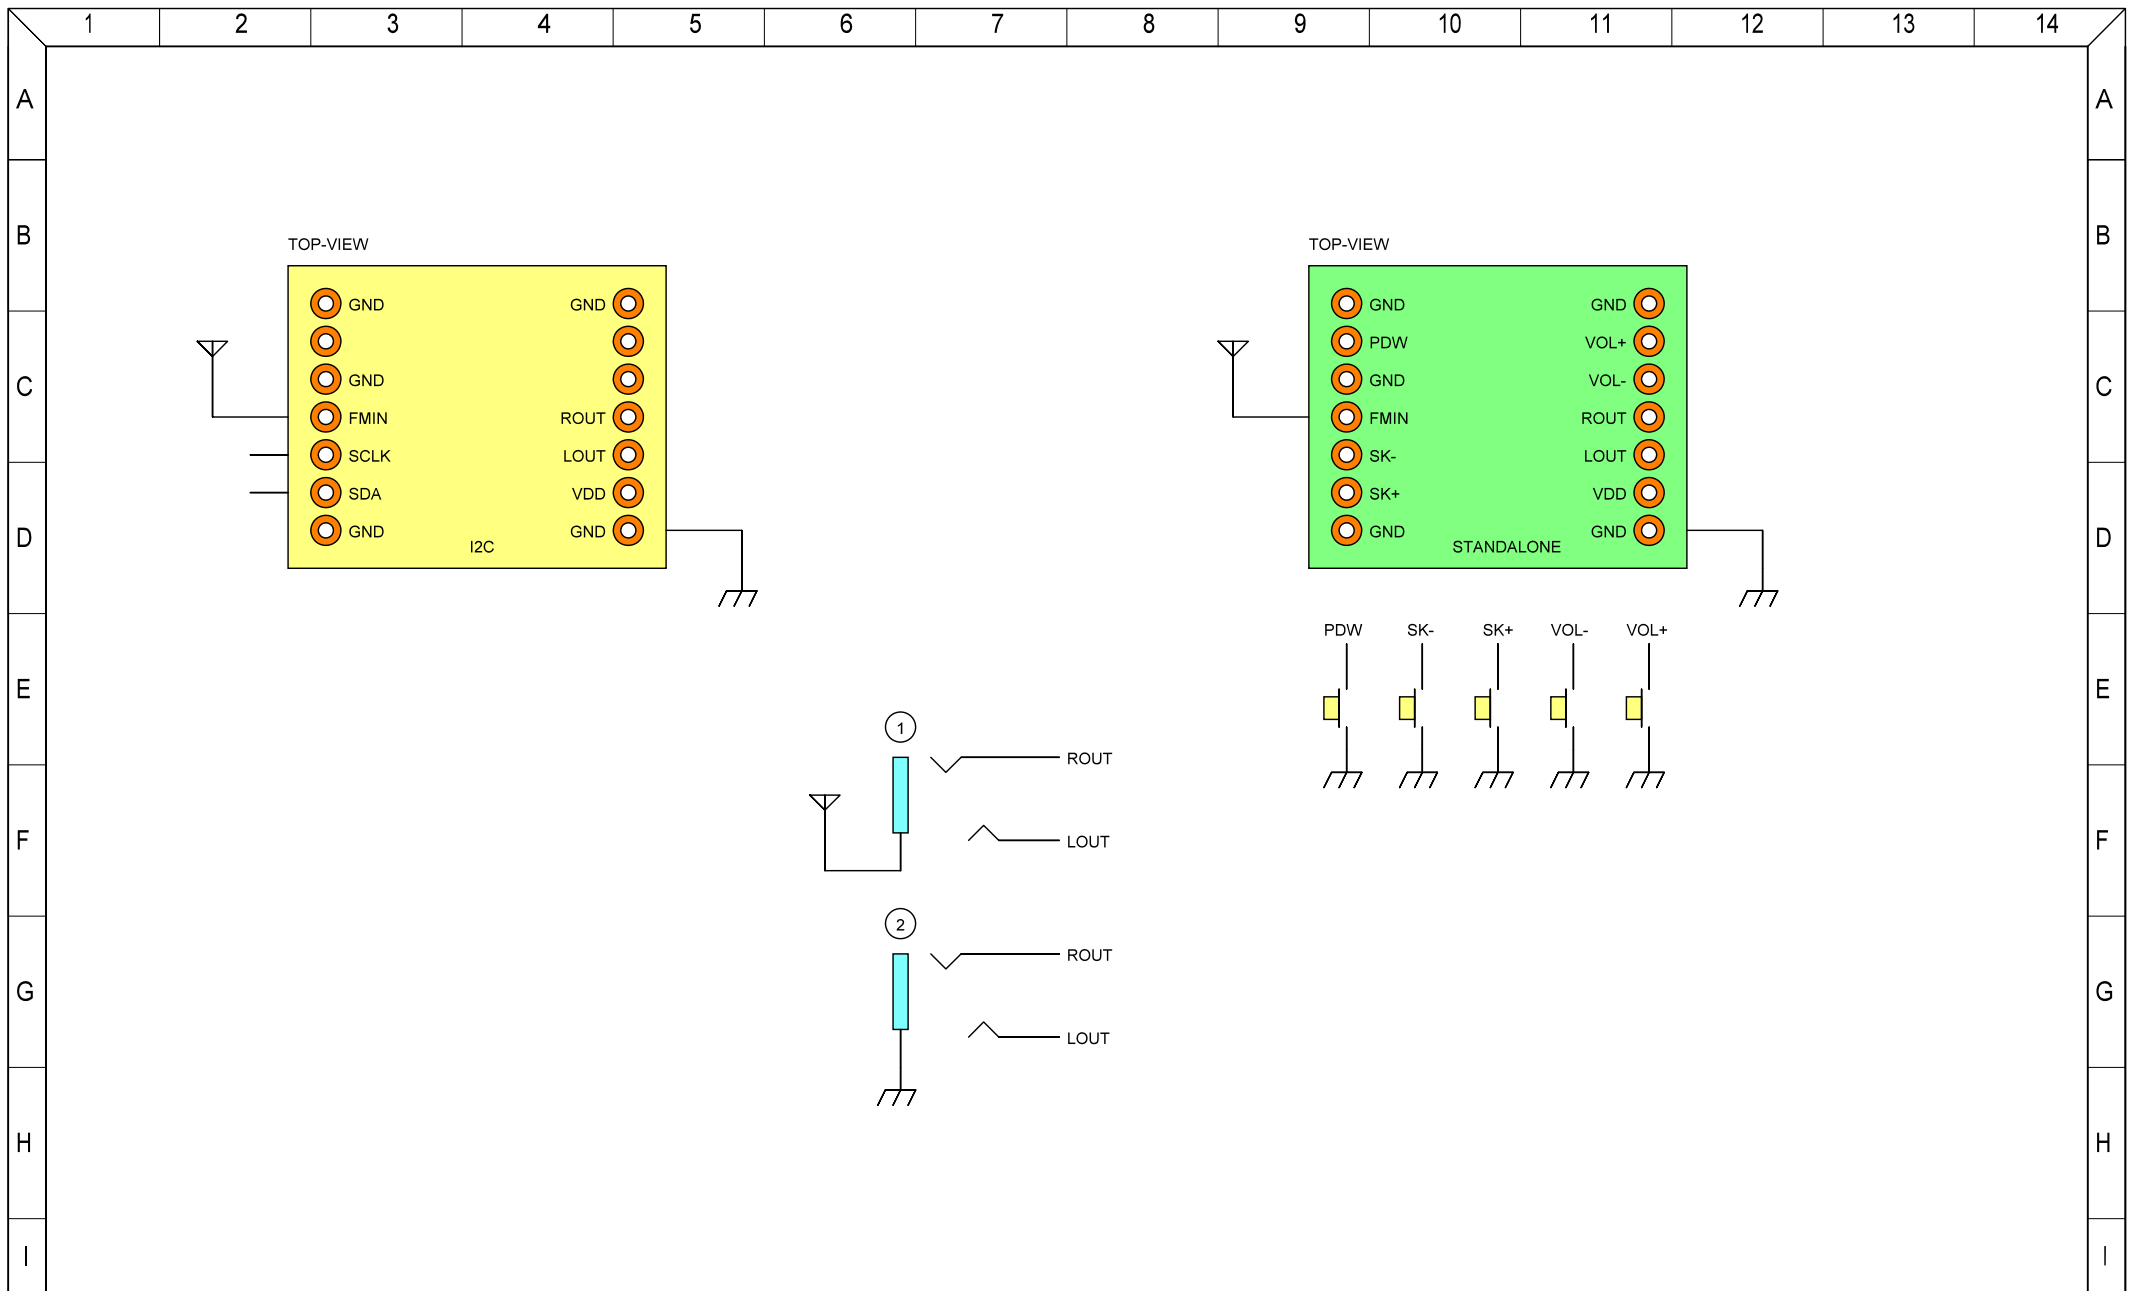 1 2 3 4 5 6 7 8 9 10 11 12 13 14
A A
B B
TOP-VIEW TOP-VIEW
GND GND GND GND
PDW VOL+
C C
GND GND VOL-
FMIN ROUT FMIN ROUT
SCLK LOUT SK- LOUT
SDA VDD SK+ VDD
GND GND GND GND
D D
I2C STANDALONE
PDW SK- SK+ VOL- VOL+
E E
1
ROUT
F F
LOUT
2
ROUT
G G
LOUT
H H
I I